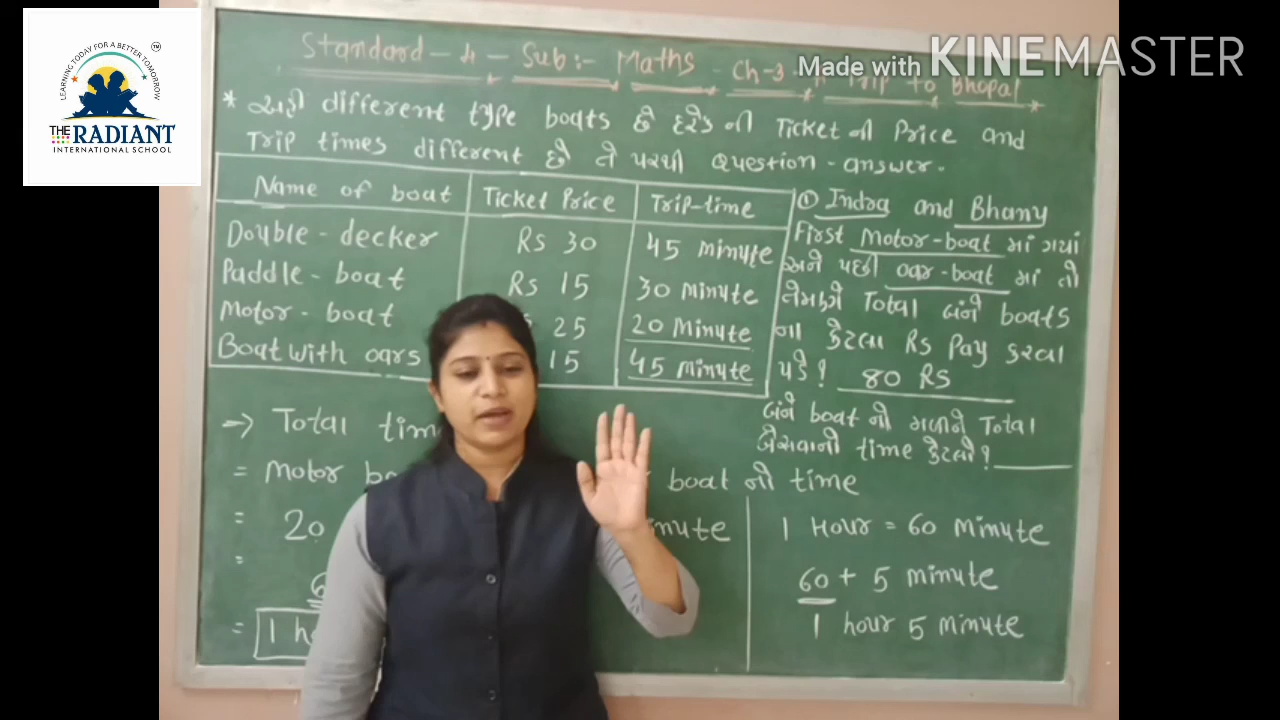 LEARNING TODAY FOR A BETTER TOMORROW
TM
THE RADIANT
INTERNATIONAL SCHOOL
Made with KINEMASTER
Standard - 4 - Sub:- Maths - Ch-3 - A Trip to Bhopal
* અહીં different type boats છે દરેક ની Ticket ની Price and
Trip times different છે તે પરથી Question-answer.
Name of boat Ticket Price Trip-time
Double-decker Rs 30 45 Minute
Paddle-boat Rs 15 30 Minute
Motor-boat 25 20 Minute
Boat with oars 15 45 Minute
① Indra and Bhanu
First Motor-boat માં ગયાં
અને પછી oar-boat માં તો
તેમણે Total બંને boats
ના કેટલા Rs Pay કરવા
પડે? 80 RS
બંને boat નો મળીને Total
બેસવાનો time કેટલો?
→ Total
= Motor boat નો time
= 20
=
= 1
1 Hour = 60 Minute
60 + 5 minute
1 hour 5 minute